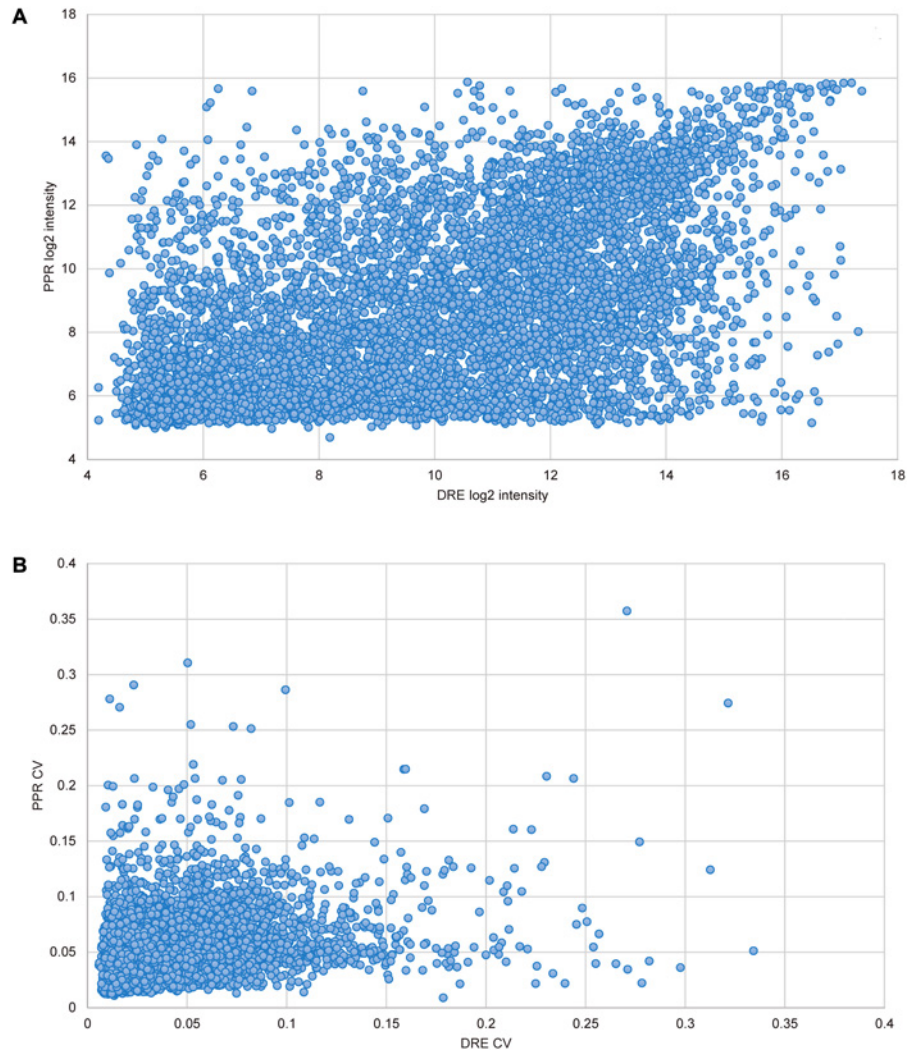 A
18
16
14
12
10
8
6
4
PPR log2 intensity
4 6 8 10 12 14 16 18
DRE log2 intensity
B
0.4
0.35
0.3
0.25
0.2
0.15
0.1
0.05
0
PPR CV
0 0.05 0.1 0.15 0.2 0.25 0.3 0.35 0.4
DRE CV